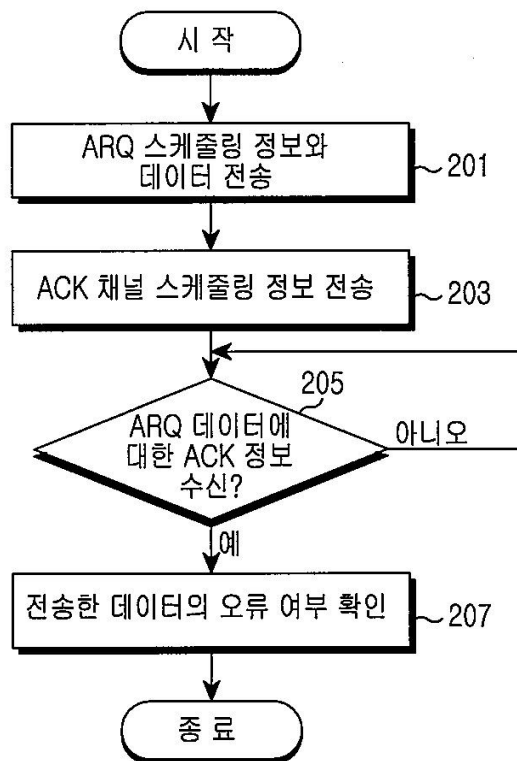 시 작
ARQ 스케줄링 정보와
데이터 전송
201
ACK 채널 스케줄링 정보 전송
203
205
ARQ 데이터에
대한 ACK 정보
수신?
아니오
예
전송한 데이터의 오류 여부 확인
207
종 료